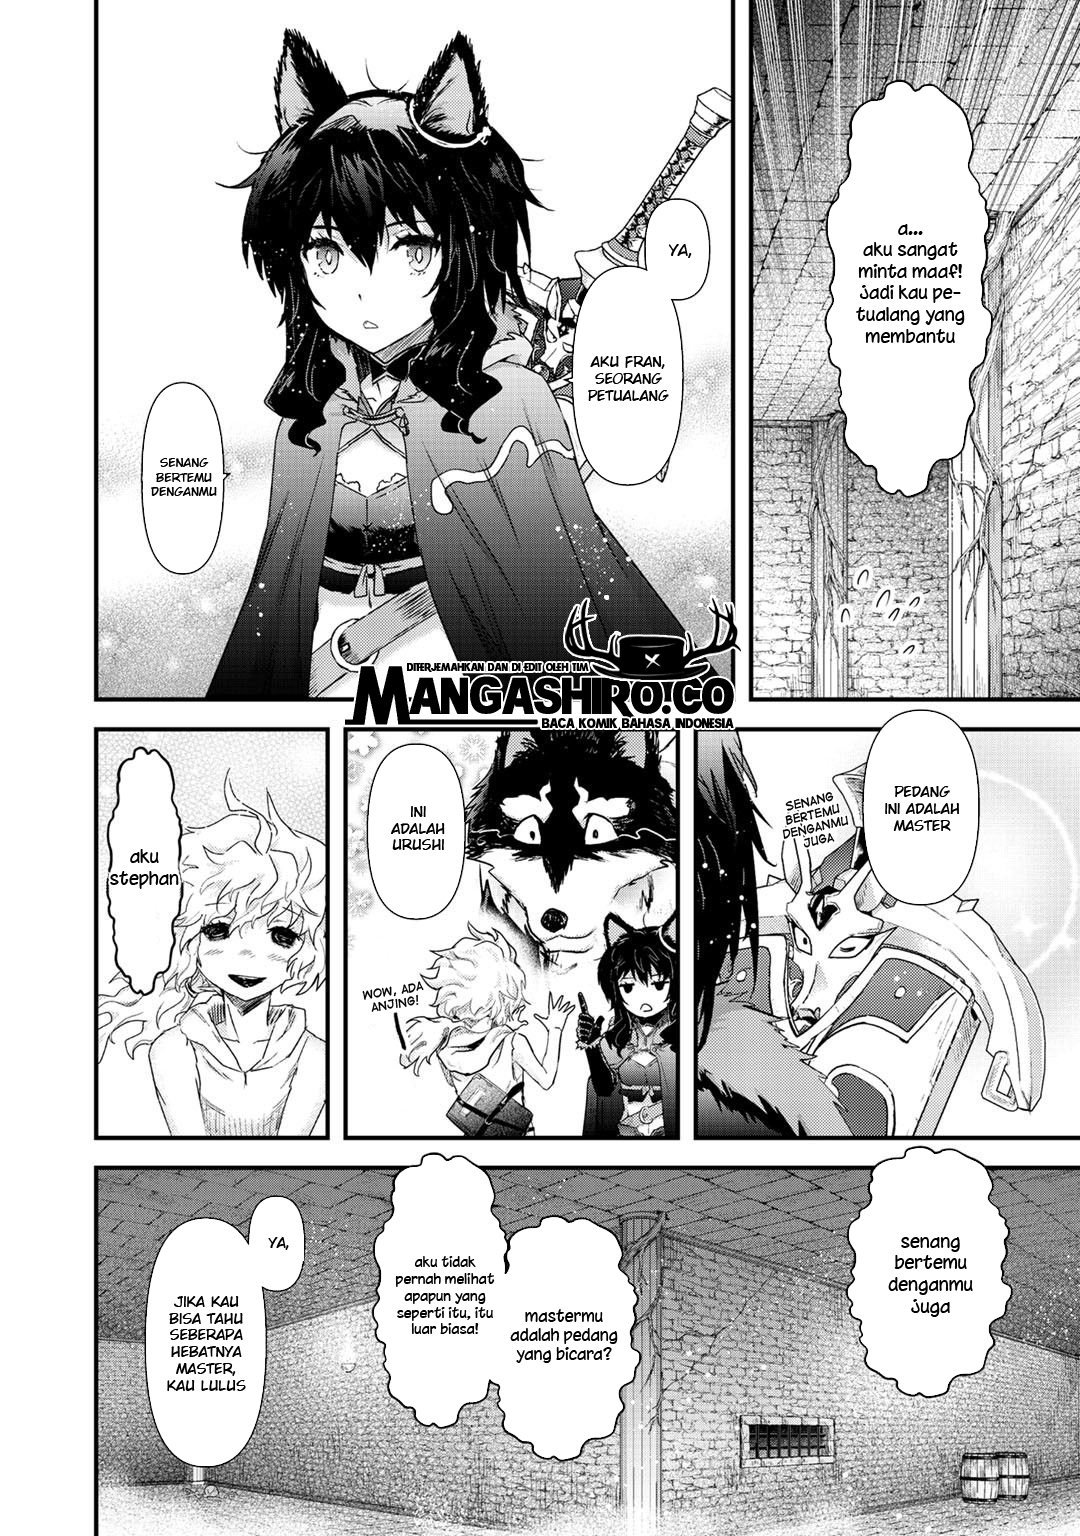 a...
aku sangat
minta maaf!
jadi kau pe-
tualang yang
membantu
YA,
AKU FRAN,
SEORANG
PETUALANG
SENANG
BERTEMU
DENGANMU
DITERJEMAHKAN DAN DI EDIT OLEH TIM
MANGASHIRO.CO
BACA KOMIK BAHASA INDONESIA
PEDANG
INI ADALAH
MASTER
SENANG
BERTEMU
DENGANMU
JUGA
INI
ADALAH
URUSHI
WOW, ADA
ANJING!
aku
stephan
senang
bertemu
denganmu
juga
mastermu
adalah pedang
yang bicara?
aku tidak
pernah melihat
apapun yang
seperti itu, itu
luar biasa!
YA,
JIKA KAU
BISA TAHU
SEBERAPA
HEBATNYA
MASTER,
KAU LULUS